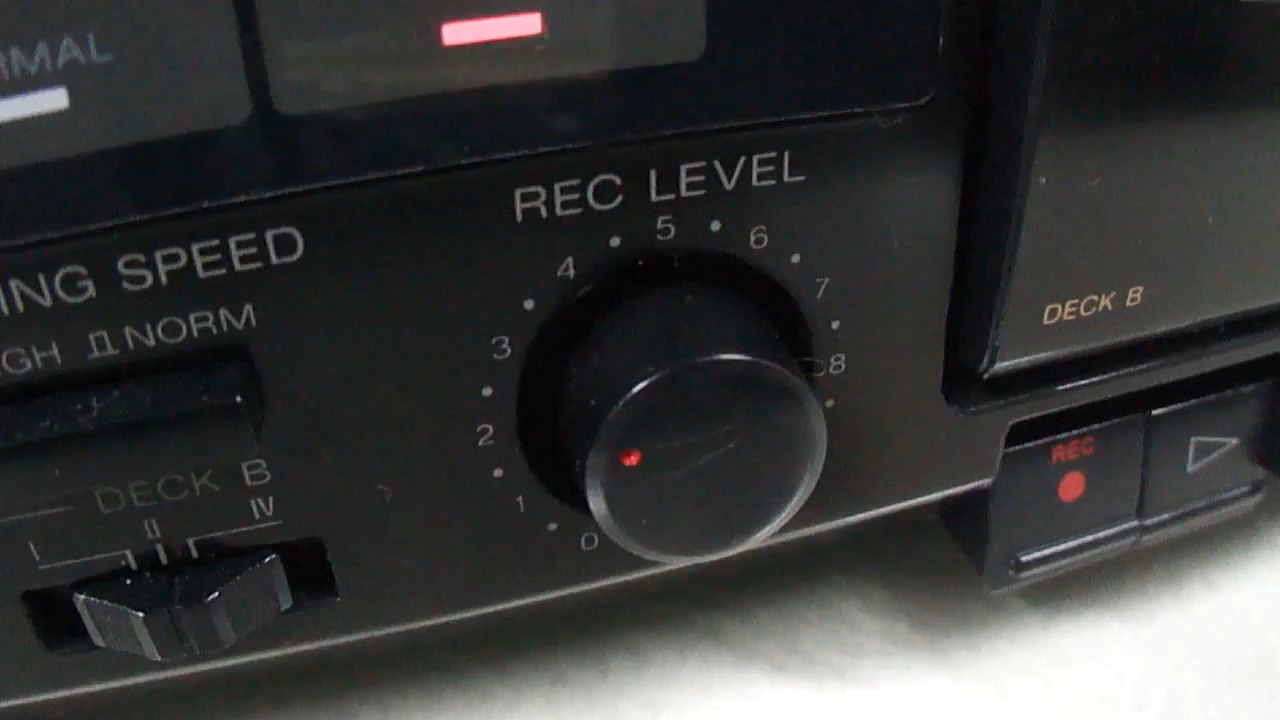 RMAL
REC LEVEL
0 1 2 3 4 5 6 7 8
ING SPEED
GH NORM
DECK B
I II IV
DECK B
REC